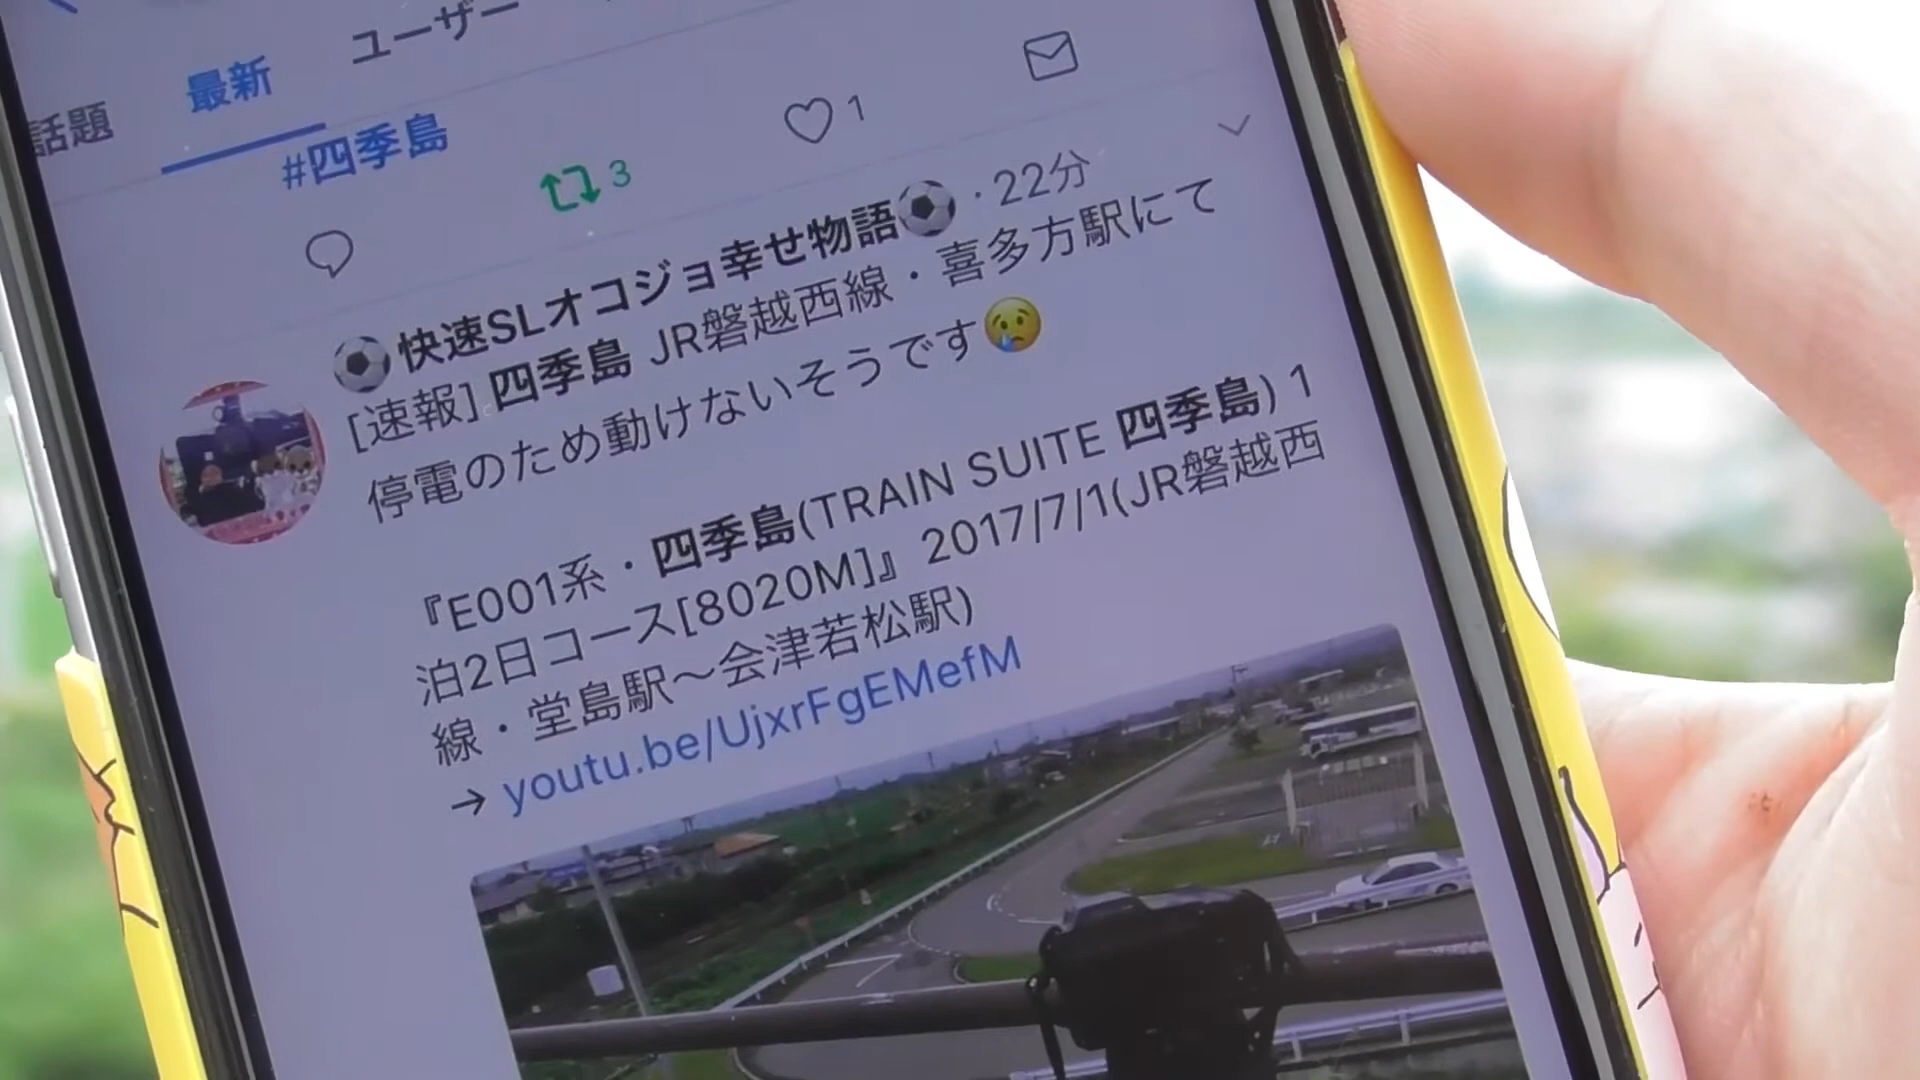 話題 最新 ユーザー
#四季島
3 1
⚽快速SLオコジョ幸せ物語⚽ · 22分
[速報] 四季島 JR磐越西線・喜多方駅にて
停電のため動けないそうです😢
『E001系・四季島(TRAIN SUITE 四季島) 1
泊2日コース[8020M]』2017/7/1(JR磐越西
線・堂島駅～会津若松駅)
→ youtu.be/UjxrFgEMefM